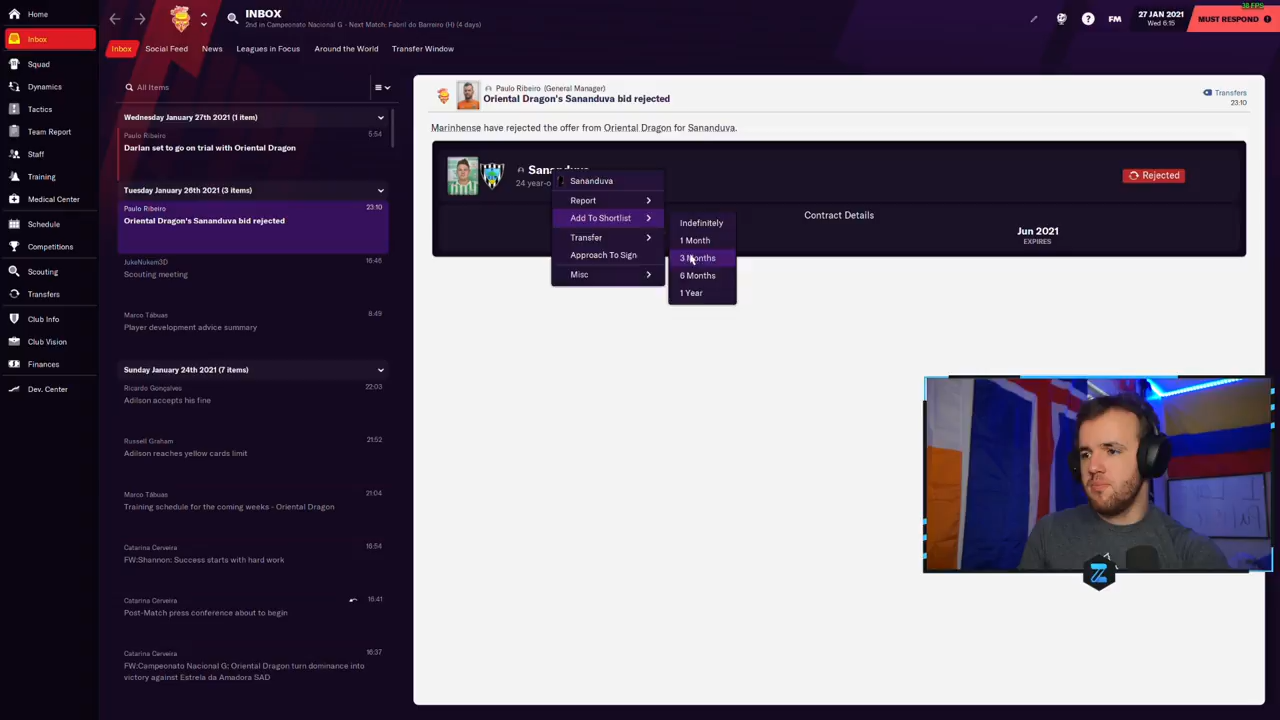 38 FPS
Home
Inbox
Squad
Dynamics
Tactics
Team Report
Staff
Training
Medical Center
Schedule
Competitions
Scouting
Transfers
Club Info
Club Vision
Finances
Dev. Center
INBOX
2nd in Campeonato Nacional G - Next Match: Fabril do Barreiro (H) (4 days)
FM
27 JAN 2021
Wed 6:15
MUST RESPOND
Inbox
Social Feed
News
Leagues in Focus
Around the World
Transfer Window
All Items
Wednesday January 27th 2021 (1 item)
Paulo Ribeiro 5:54
Darlan set to go on trial with Oriental Dragon
Tuesday January 26th 2021 (3 items)
Paulo Ribeiro 23:10
Oriental Dragon's Sananduva bid rejected
JukeNukem3D 16:46
Scouting meeting
Marco Tábuas 8:49
Player development advice summary
Sunday January 24th 2021 (7 items)
Ricardo Gonçalves 22:03
Adilson accepts his fine
Russell Graham 21:52
Adilson reaches yellow cards limit
Marco Tábuas 21:04
Training schedule for the coming weeks - Oriental Dragon
Catarina Cerveira 16:54
FW:Shannon: Success starts with hard work
Catarina Cerveira 16:41
Post-Match press conference about to begin
Catarina Cerveira 16:37
FW:Campeonato Nacional G: Oriental Dragon turn dominance into
victory against Estrela da Amadora SAD
Paulo Ribeiro (General Manager)
Oriental Dragon's Sananduva bid rejected
Transfers
23:10
Marinhense have rejected the offer from Oriental Dragon for Sananduva.
Sananduva
24 year-o
Rejected
Contract Details
Jun 2021
EXPIRES
Sananduva
Report
Add To Shortlist
Transfer
Approach To Sign
Misc
Indefinitely
1 Month
3 Months
6 Months
1 Year